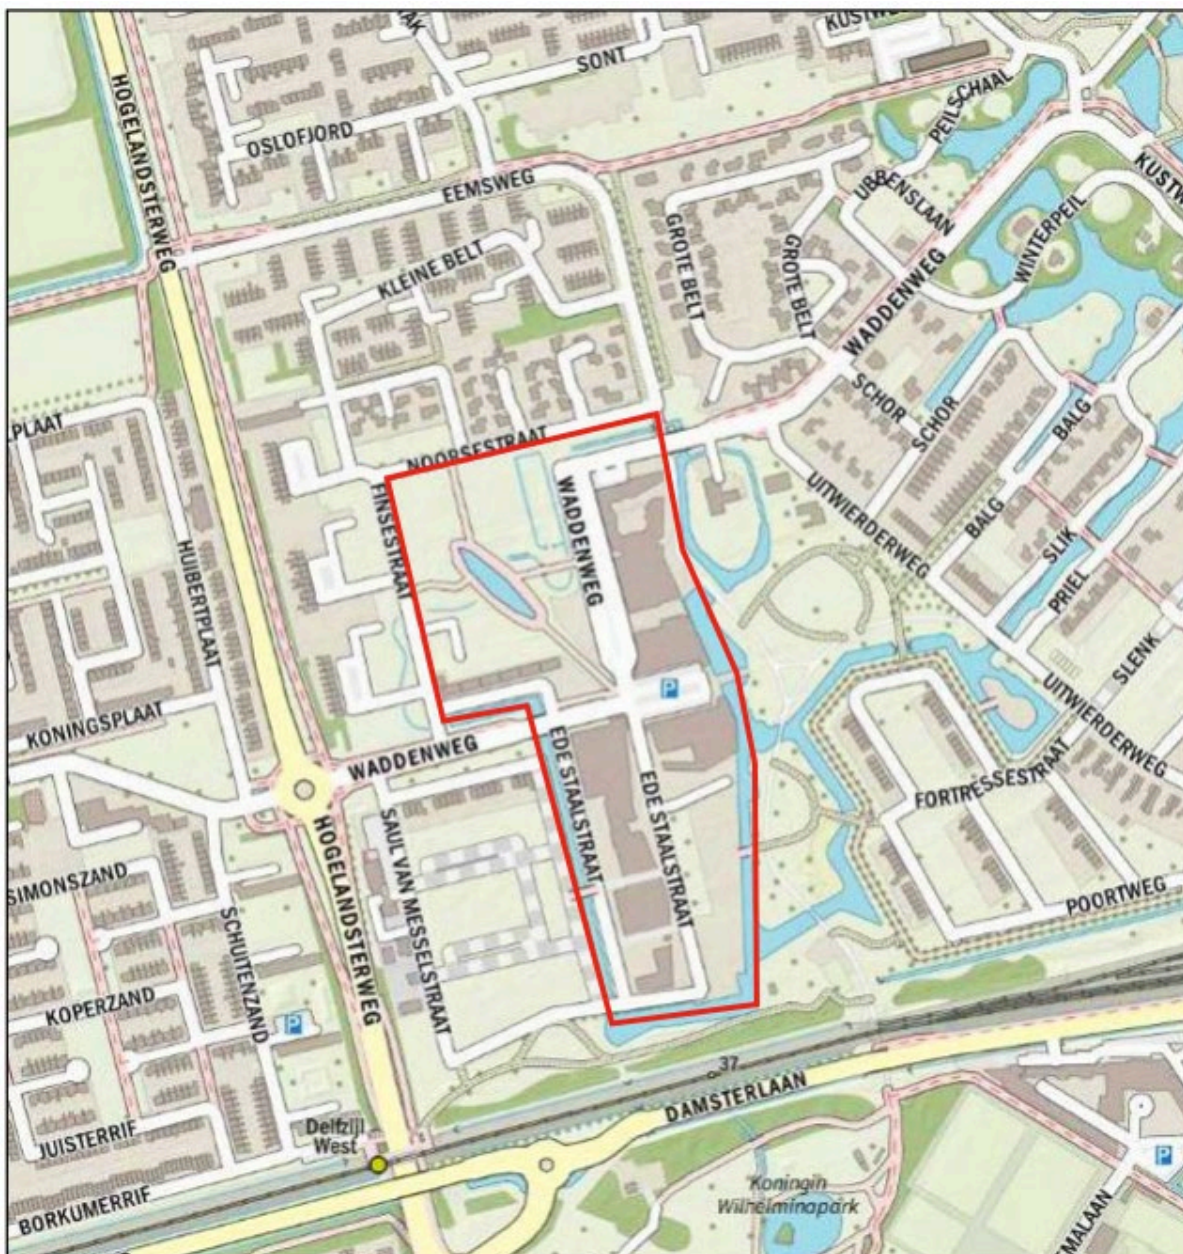 KUSTW
SONT
OSLOFJORD
HOGELANDSTERWEG
EEMSWEG
PEILSCHAAL
UBBENSLAAN
KUSTW
WINTERPEIL
KLEINE BELT
GROTE BELT
GROTE BELT
WADDENWEG
SCHOR
SCHOR
BALG
LPLAAT
NOORSESTRAAT
FINSESTRAAT
WADDENWEG
UITWIERDERWEG
BALG
SLIK
PRIEL
HUIBERTPLAAT
SLENK
UITWIERDERWEG
KONINGSPLAAT
P
WADDENWEG
EDE STAALSTRAAT
EDE STAALSTRAAT
FORTRESSESTRAAT
HOGELANDSTERWEG
SAUL VAN MESSELSTRAAT
SIMONSZAND
SCHUITENZAND
POORTWEG
KOPERZAND
P
37
DAMSTERLAAN
JUISTERRIF
Delfzijl
West
BORKUMERRIF
Koningin
Wilhelminapark
P
EMALAAN